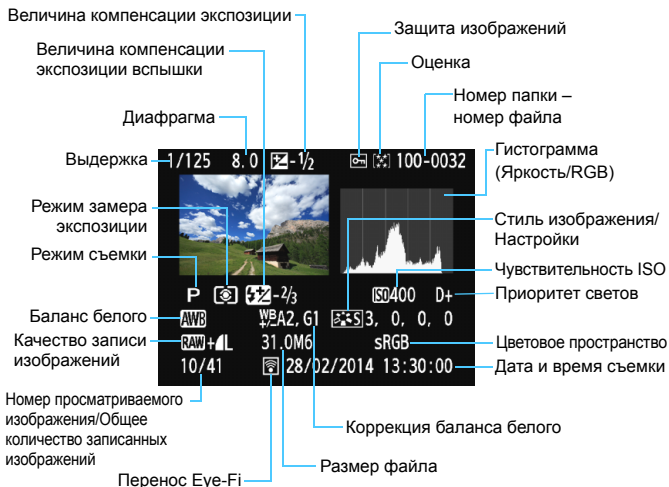 Величина компенсации экспозиции
Величина компенсации
экспозиции вспышки
Диафрагма
Выдержка
Защита изображений
Оценка
Номер папки –
номер файла
Гистограмма
(Яркость/RGB)
1/125 8.0 -1/2 100-0032
Режим замера
экспозиции
Режим съемки
Стиль изображения/
Настройки
Чувствительность ISO
P -2/3 ISO400 D+
Приоритет светов
Баланс белого
AWB WB A2, G1 S 3, 0, 0, 0
Качество записи
изображений
RAW+L 31.0M6 sRGB
Цветовое пространство
10/41 28/02/2014 13:30:00
Дата и время съемки
Номер просматриваемого
изображения/Общее
количество записанных
изображений
Коррекция баланса белого
Размер файла
Перенос Eye-Fi